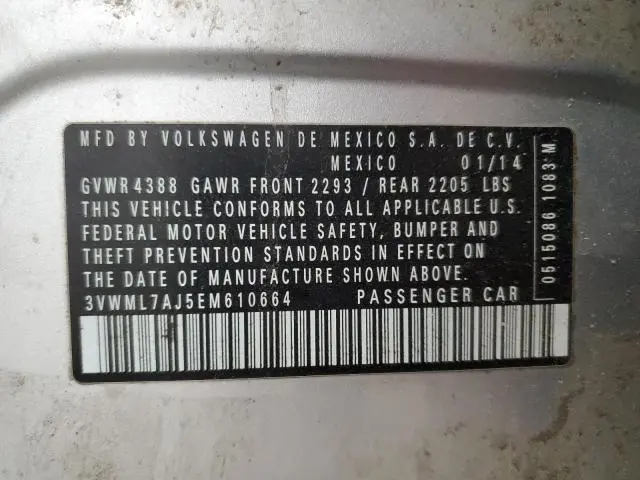 MFD BY VOLKSWAGEN DE MEXICO S.A. DE C.V.
MEXICO 01/14
GVWR 4388 GAWR FRONT 2293 / REAR 2205 LBS
THIS VEHICLE CONFORMS TO ALL APPLICABLE U.S.
FEDERAL MOTOR VEHICLE SAFETY, BUMPER AND
THEFT PREVENTION STANDARDS IN EFFECT ON
THE DATE OF MANUFACTURE SHOWN ABOVE.
3VWML7AJ5EM610664 PASSENGER CAR
0515086 1083 M